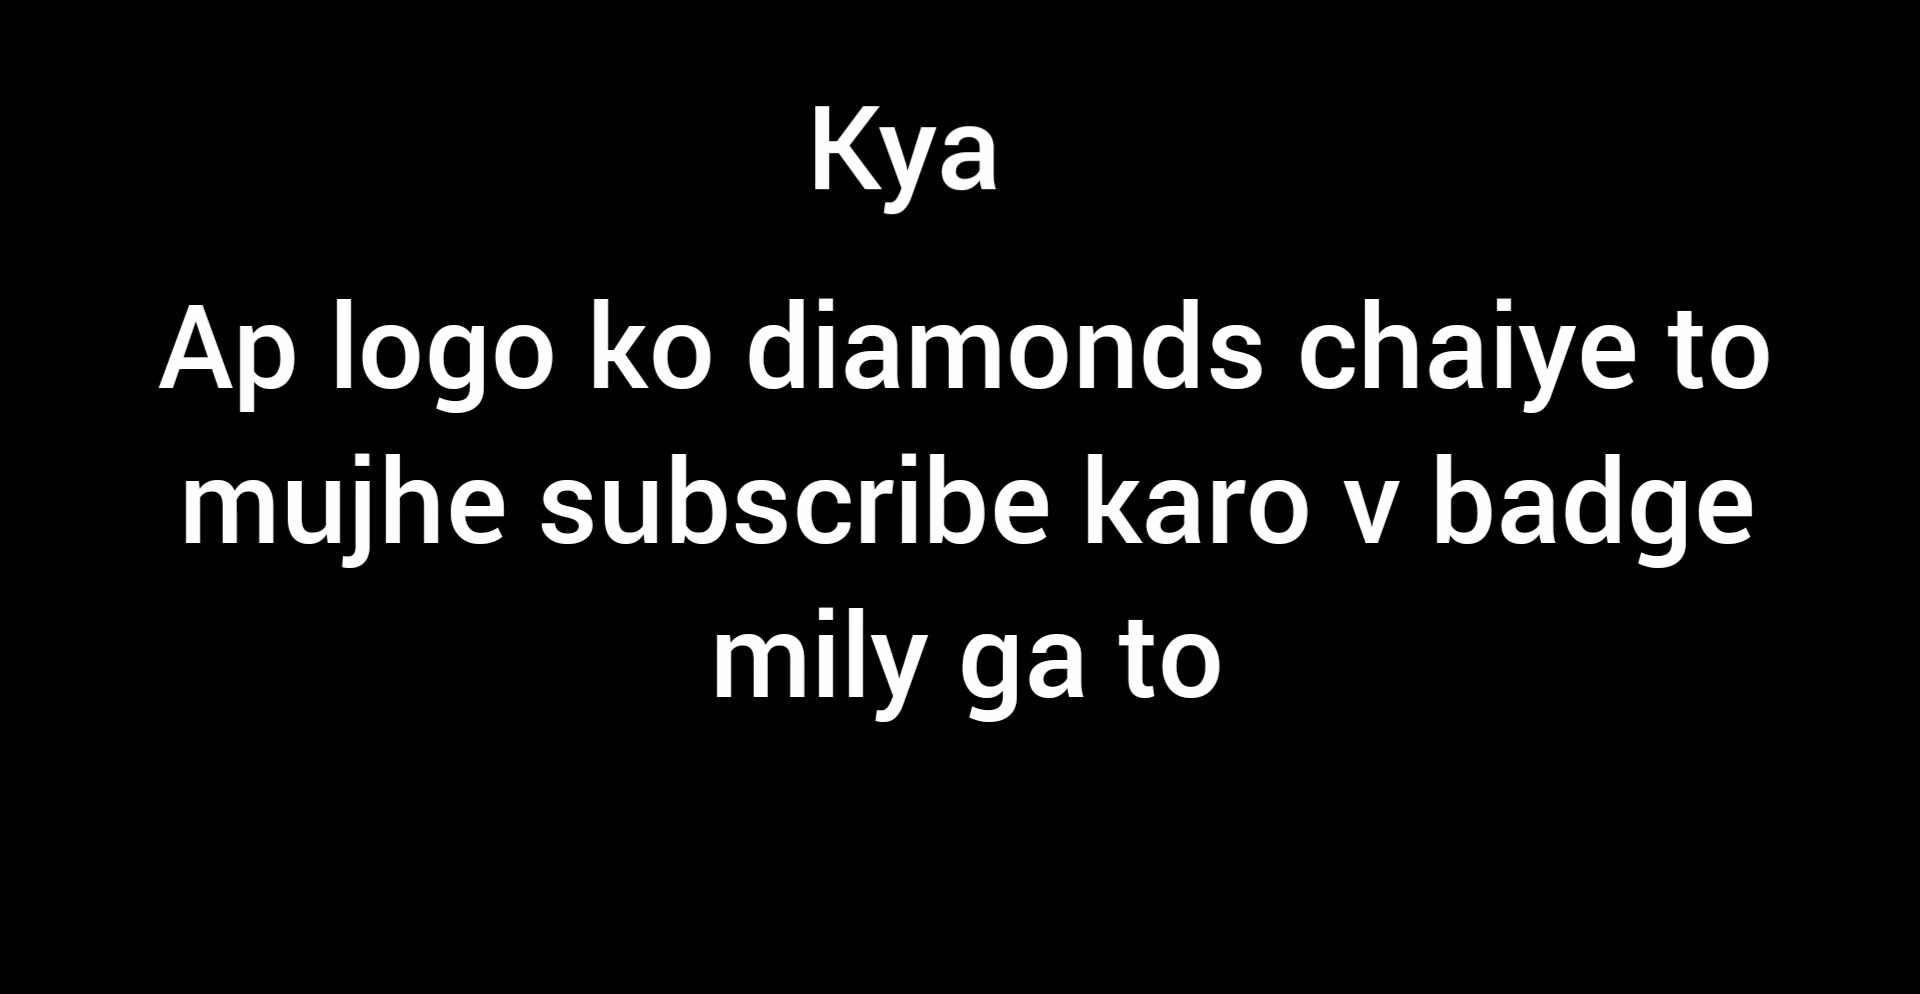 Kya
Ap logo ko diamonds chaiye to
mujhe subscribe karo v badge
mily ga to